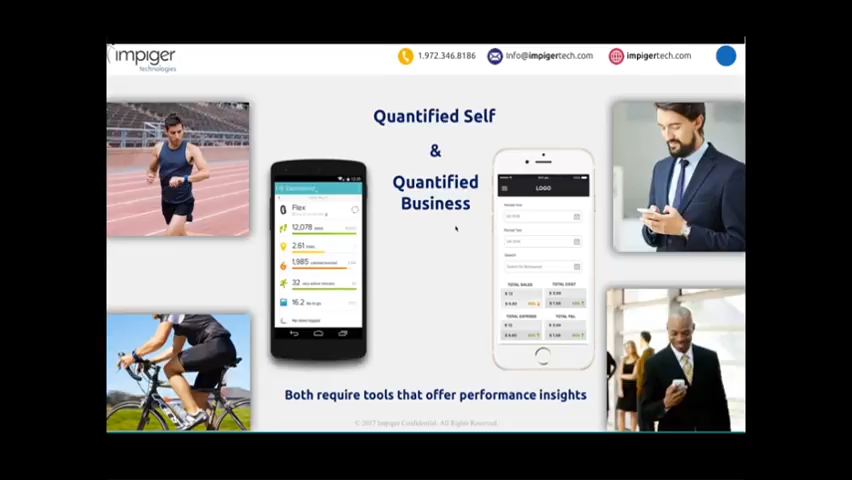 impiger
technologies
1.972.346.8186
Info@impigertech.com
impigertech.com
Quantified Self
&
Quantified
Business
Flex
12,078
2.61
1,985
32
16.2
LOGO
TOTAL SALES
TOTAL COST
TOTAL EXPENSE
Both require tools that offer performance insights
© 2017 Impiger Confidential. All Rights Reserved.